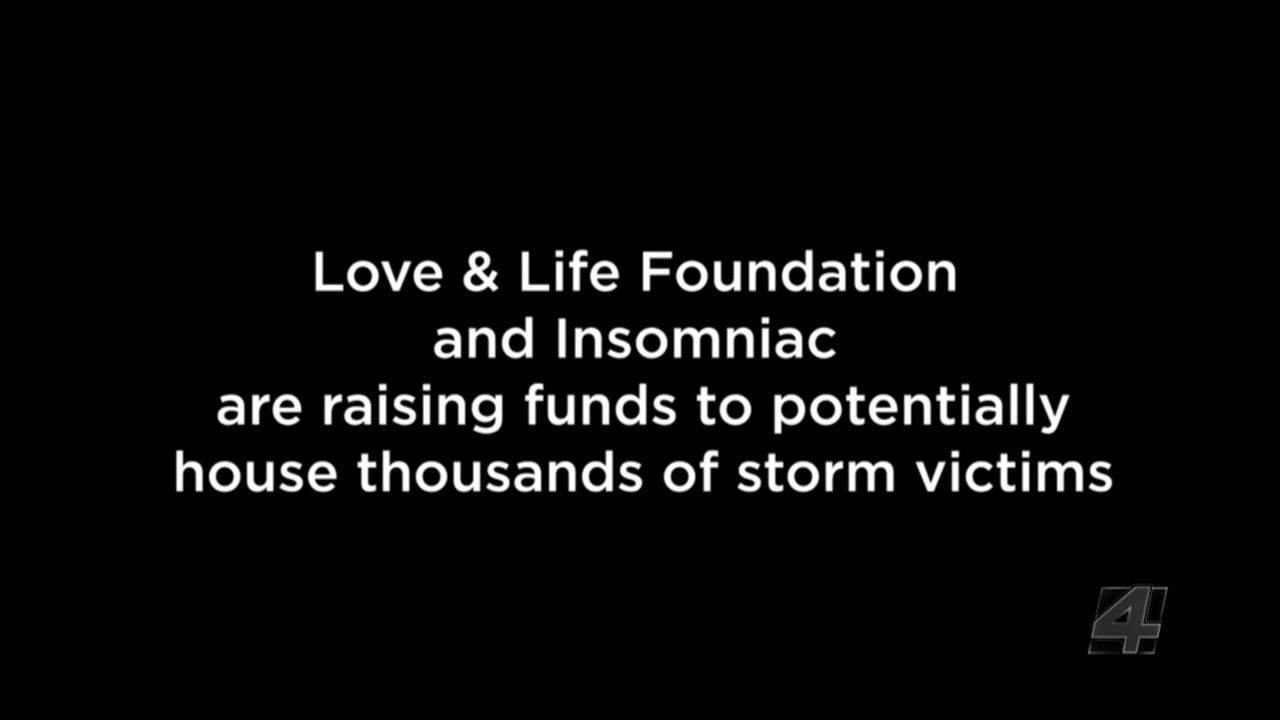 Love & Life Foundation
and Insomniac
are raising funds to potentially
house thousands of storm victims
4